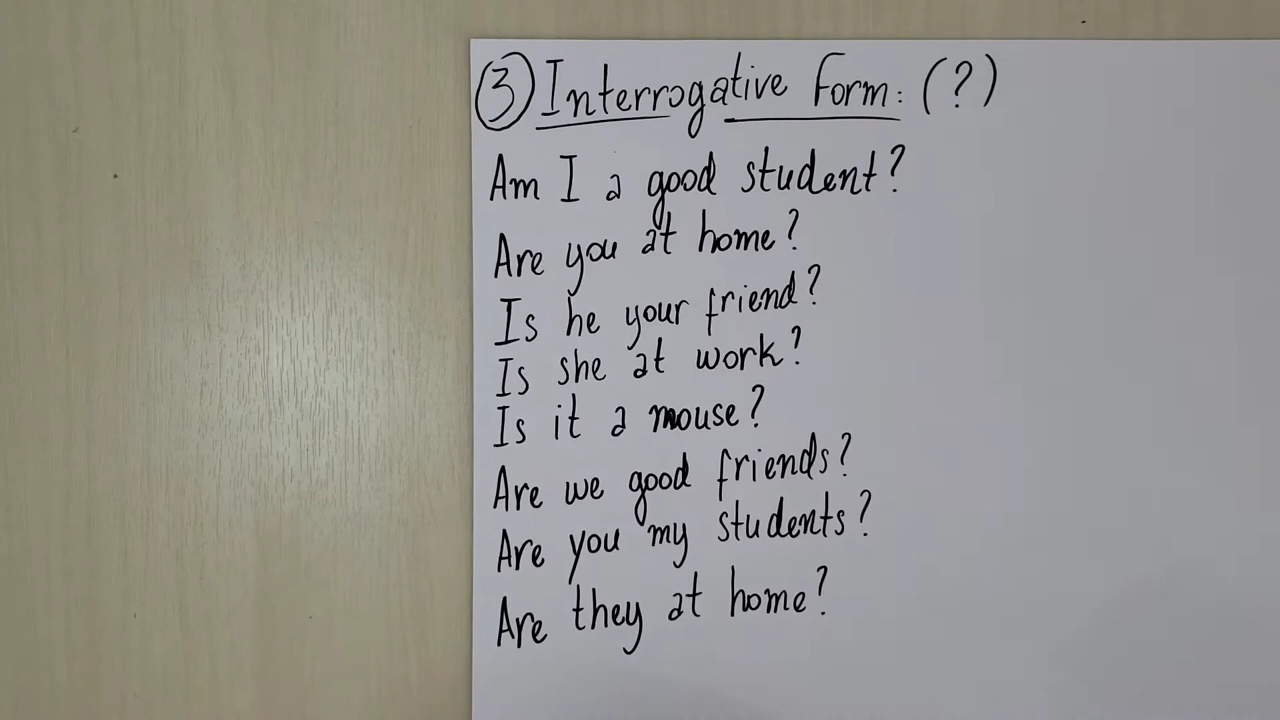 ③ Interrogative Form: (?)
Am I a good student?
Are you at home?
Is he your friend?
Is she at work?
Is it a mouse?
Are we good friends?
Are you my students?
Are they at home?